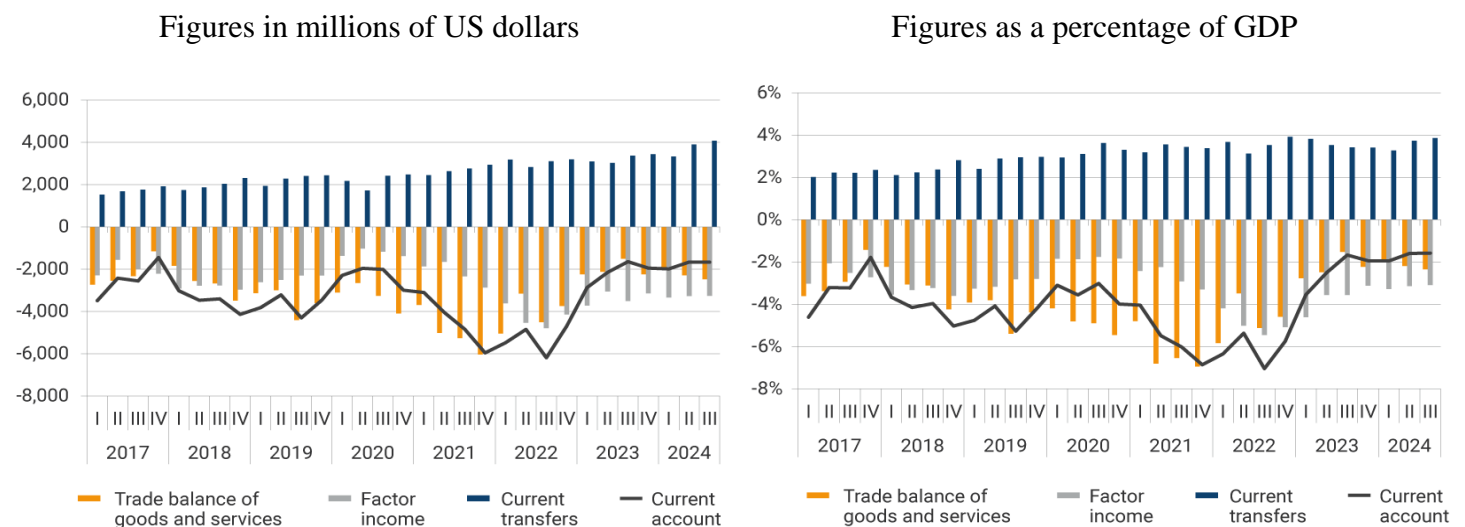 Figures in millions of US dollars
6,000
4,000
2,000
0
-2,000
-4,000
-6,000
-8,000
I II III IV I II III IV I II III IV I II III IV I II III IV I II III IV I II III IV I II III
2017 2018 2019 2020 2021 2022 2023 2024
Trade balance of goods and services
Factor income
Current transfers
Current account
Figures as a percentage of GDP
6%
4%
2%
0%
-2%
-4%
-6%
-8%
I II III IV I II III IV I II III IV I II III IV I II III IV I II III IV I II III IV I II III
2017 2018 2019 2020 2021 2022 2023 2024
Trade balance of goods and services
Factor income
Current transfers
Current account